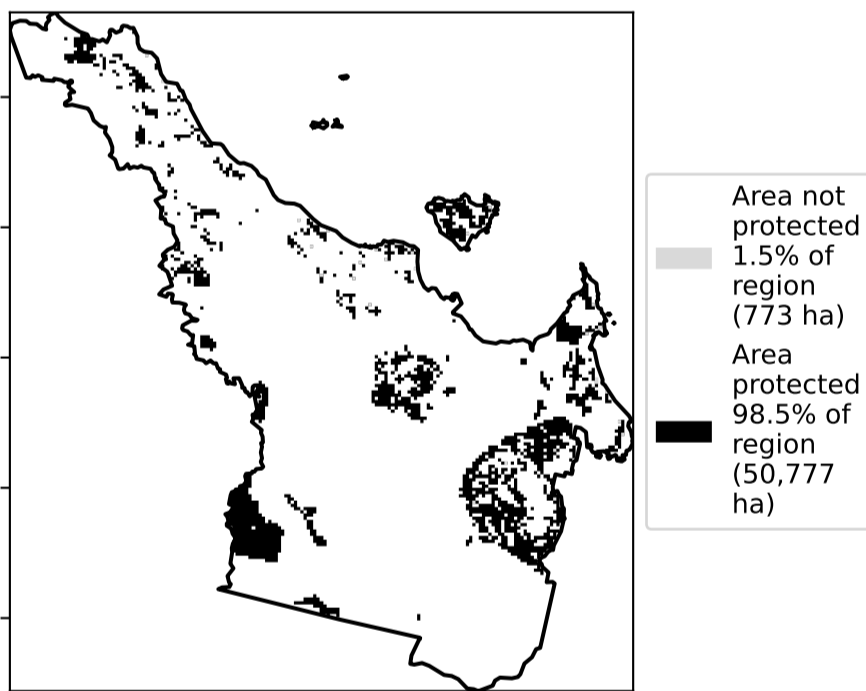 Area not
protected
1.5% of
region
(773 ha)
Area
protected
98.5% of
region
(50,777
ha)